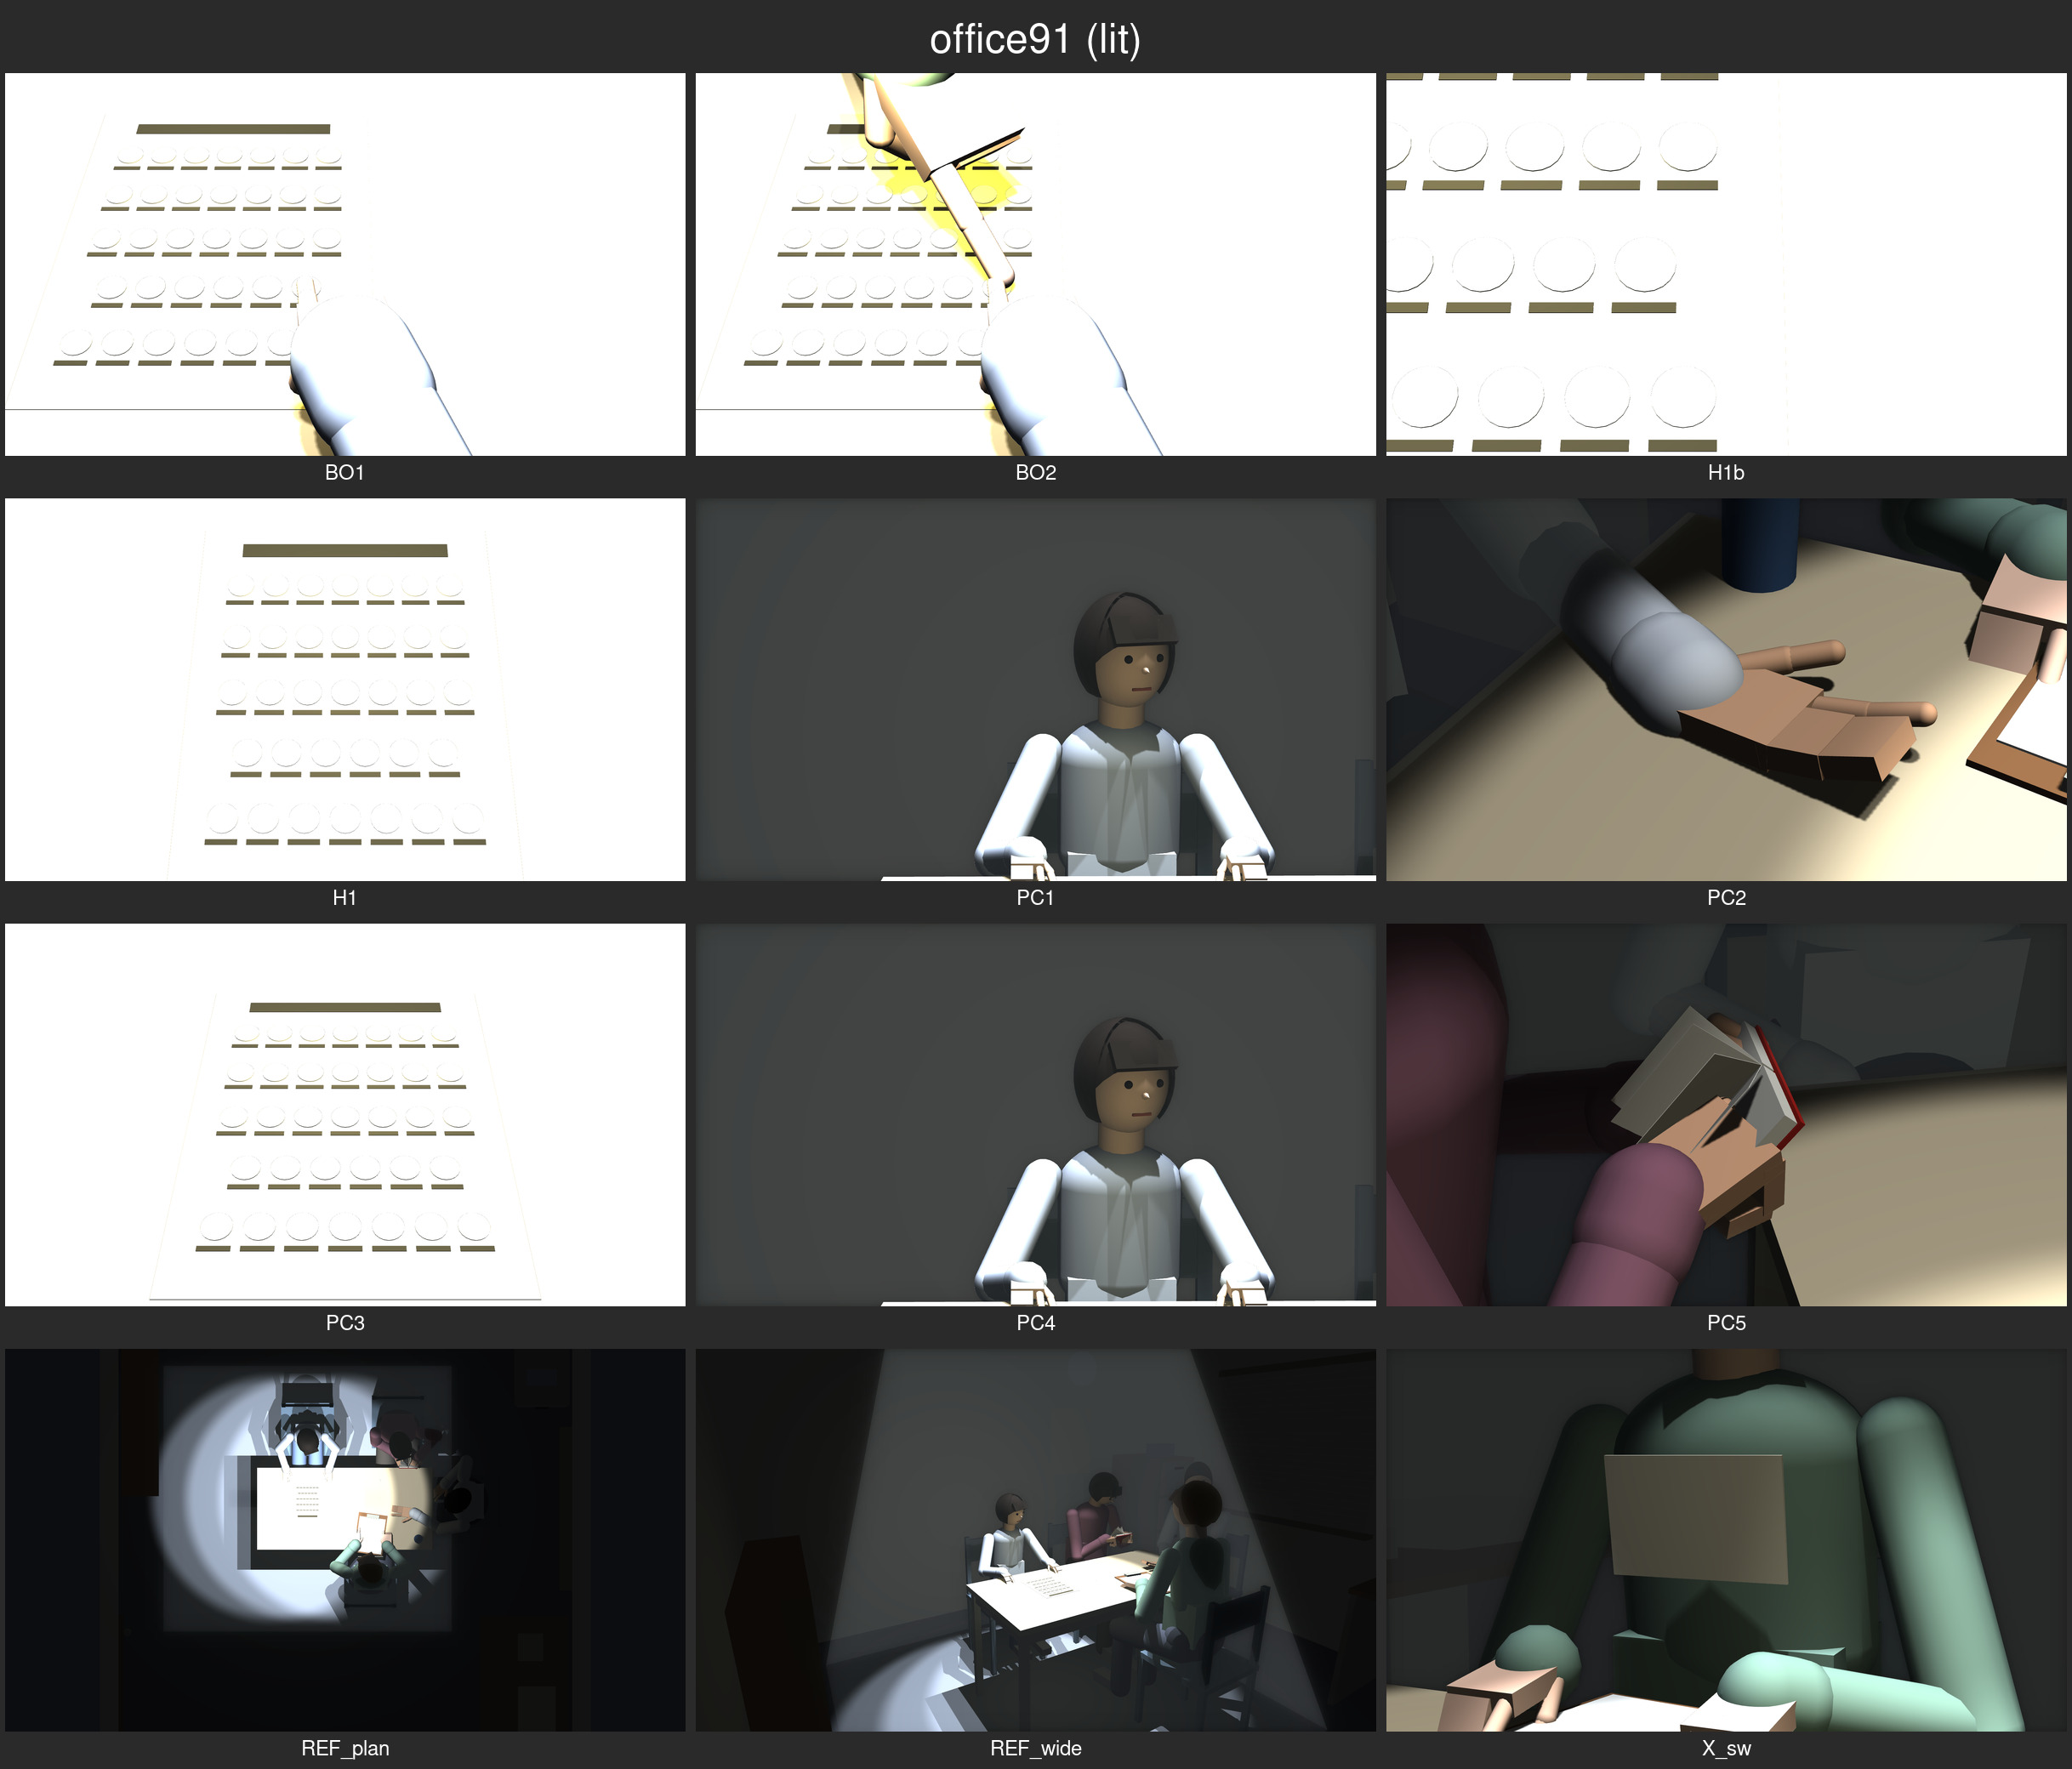 office91 (lit)
BO1
BO2
H1b
H1
PC1
PC2
PC3
PC4
PC5
REF_plan
REF_wide
X_sw